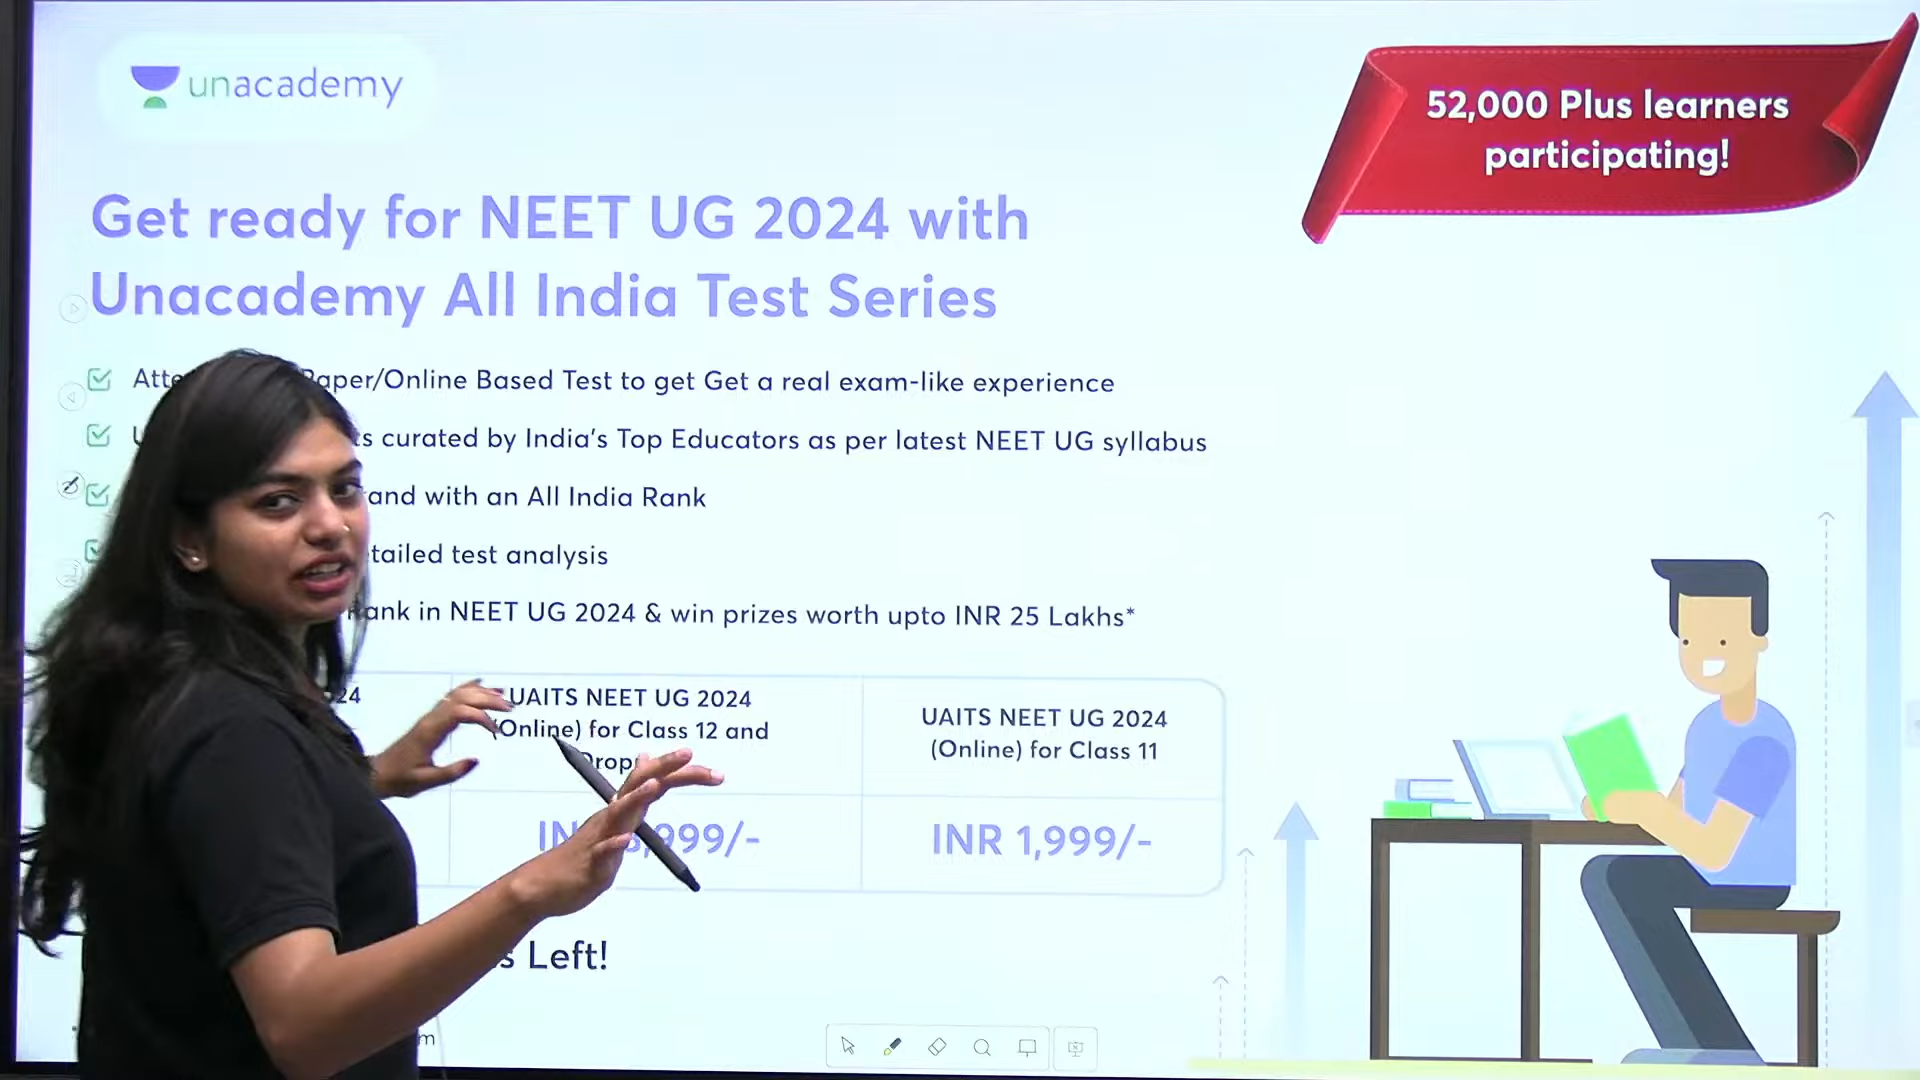 unacademy
52,000 Plus learners
participating!
Get ready for NEET UG 2024 with
Unacademy All India Test Series
Paper/Online Based Test to get Get a real exam-like experience
curated by India's Top Educators as per latest NEET UG syllabus
and with an All India Rank
test analysis
in NEET UG 2024 & win prizes worth upto INR 25 Lakhs*
UAITS NEET UG 2024
(Online) for Class 12 and
UAITS NEET UG 2024
(Online) for Class 11
INR 1,999/-
Left!